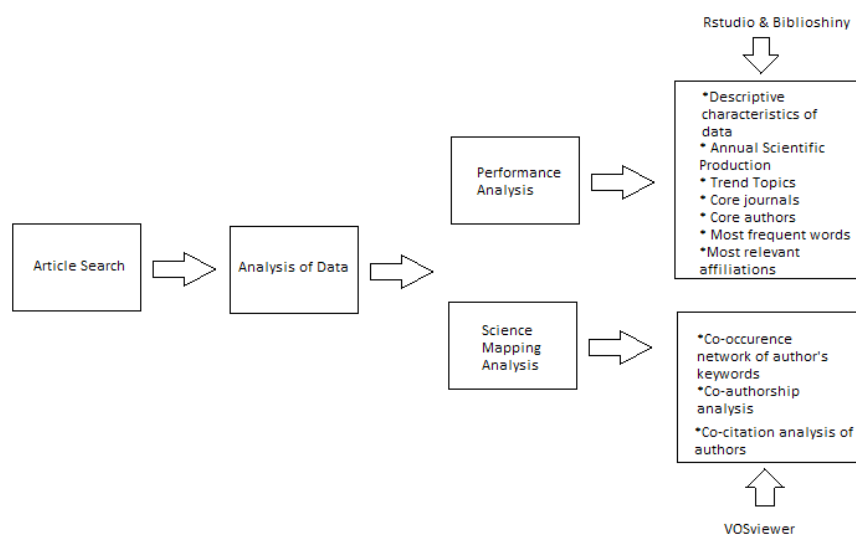 Rstudio & Biblioshiny
*Descriptive
characteristics of
data
* Annual Scientific
Production
* Trend Topics
* Core journals
* Core authors
* Most frequent words
*Most relevant
affiliations
Performance
Analysis
Article Search
Analysis of Data
Science
Mapping
Analysis
*Co-occurence
network of author's
keywords
*Co-authorship
analysis
*Co-citation analysis of
authors
VOSviewer